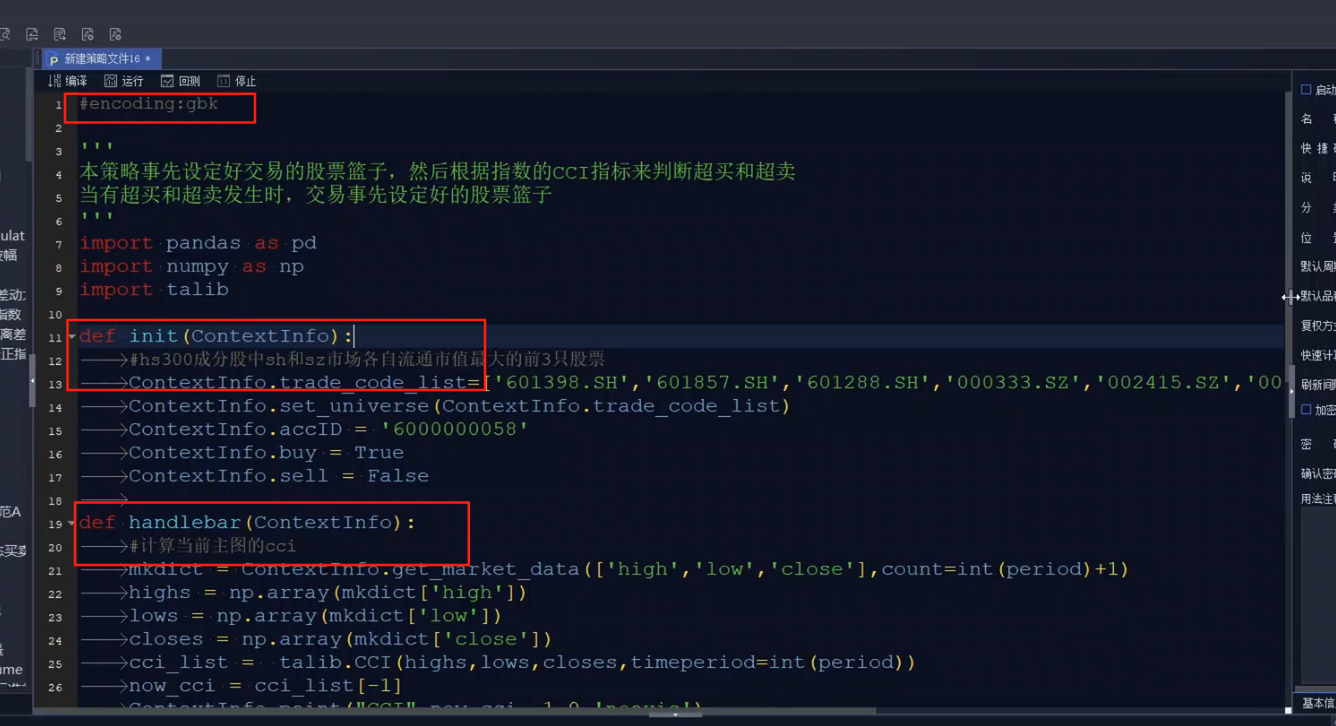 新建策略文件16 *
编译 运行 回测 停止
1 #encoding:gbk
2
3 '''
4 本策略事先设定好交易的股票篮子，然后根据指数的CCI指标来判断超买和超卖
5 当有超买和超卖发生时，交易事先设定好的股票篮子
6 '''
7 import pandas as pd
8 import numpy as np
9 import talib
10
11 def init(ContextInfo):
12 #hs300成分股中sh和sz市场各自流通市值最大的前3只股票
13 ContextInfo.trade_code_list=['601398.SH','601857.SH','601288.SH','000333.SZ','002415.SZ','00
14 ContextInfo.set_universe(ContextInfo.trade_code_list)
15 ContextInfo.accID = '6000000058'
16 ContextInfo.buy = True
17 ContextInfo.sell = False
18
19 def handlebar(ContextInfo):
20 #计算当前主图的cci
21 mkdict = ContextInfo.get_market_data(['high','low','close'],count=int(period)+1)
22 highs = np.array(mkdict['high'])
23 lows = np.array(mkdict['low'])
24 closes = np.array(mkdict['close'])
25 cci_list = talib.CCI(highs,lows,closes,timeperiod=int(period))
26 now_cci = cci_list[-1]
ulat
差动
指数
离差
正指
范A
态买卖
ume
启动
名
快 捷
说
分
位
默认周
默认品
复权方
快速计
刷新间
加密
密
确认密
用法注
基本信